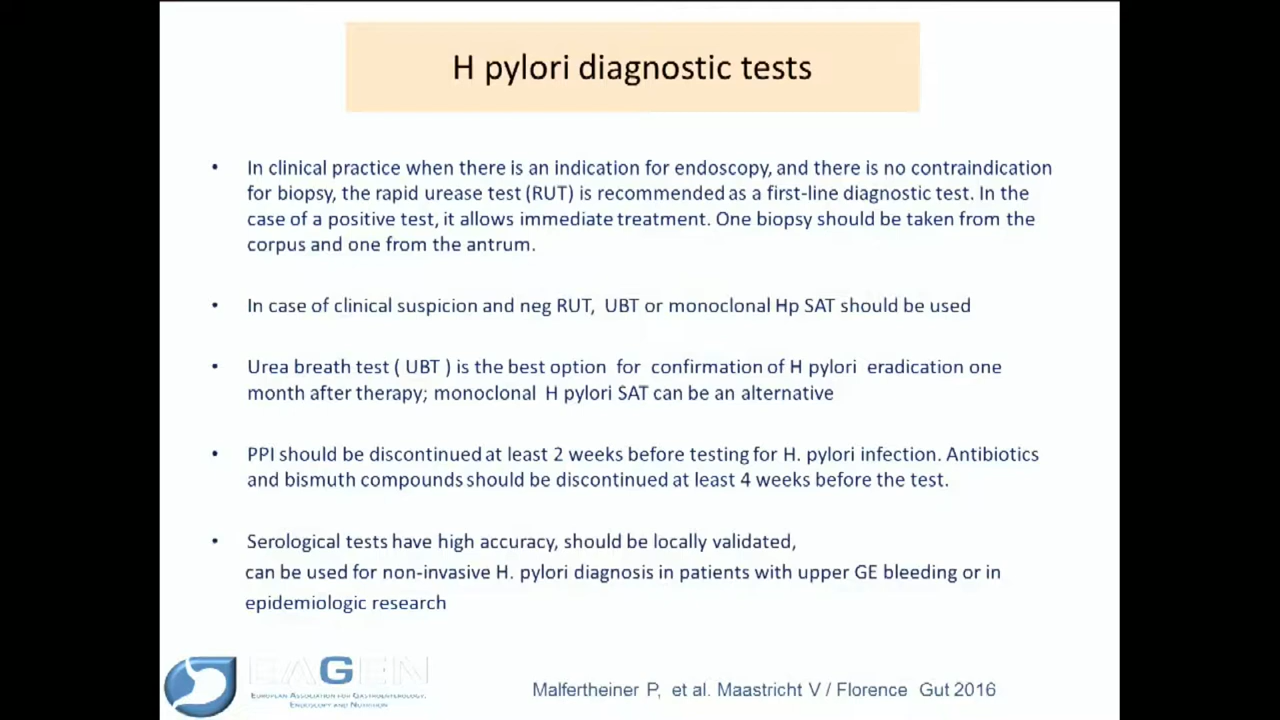 H pylori diagnostic tests
• In clinical practice when there is an indication for endoscopy, and there is no contraindication
for biopsy, the rapid urease test (RUT) is recommended as a first-line diagnostic test. In the
case of a positive test, it allows immediate treatment. One biopsy should be taken from the
corpus and one from the antrum.
• In case of clinical suspicion and neg RUT, UBT or monoclonal Hp SAT should be used
• Urea breath test ( UBT ) is the best option for confirmation of H pylori eradication one
month after therapy; monoclonal H pylori SAT can be an alternative
• PPI should be discontinued at least 2 weeks before testing for H. pylori infection. Antibiotics
and bismuth compounds should be discontinued at least 4 weeks before the test.
• Serological tests have high accuracy, should be locally validated,
can be used for non-invasive H. pylori diagnosis in patients with upper GE bleeding or in
epidemiologic research
EAGEN
European Association for Gastroenterology,
Endoscopy and Nutrition
Malfertheiner P, et al. Maastricht V / Florence Gut 2016